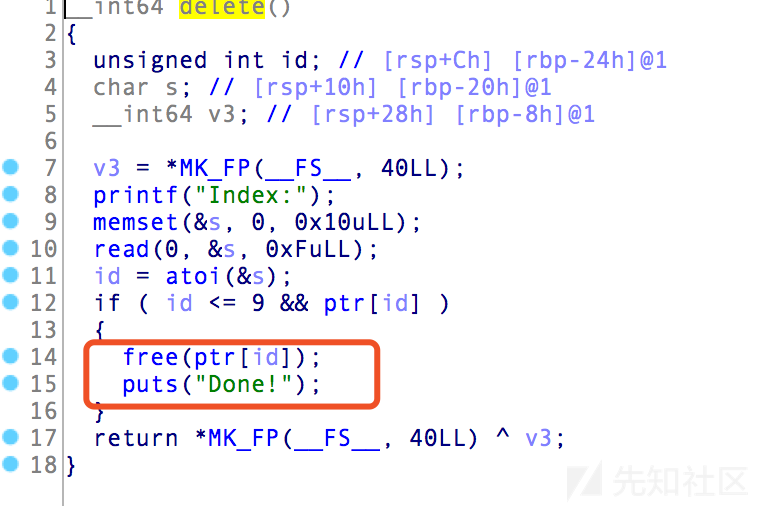 1 __int64 delete()
2 {
3 unsigned int id; // [rsp+Ch] [rbp-24h]@1
4 char s; // [rsp+10h] [rbp-20h]@1
5 __int64 v3; // [rsp+28h] [rbp-8h]@1
6
7 v3 = *MK_FP(__FS__, 40LL);
8 printf("Index:");
9 memset(&s, 0, 0x10uLL);
10 read(0, &s, 0xFuLL);
11 id = atoi(&s);
12 if ( id <= 9 && ptr[id] )
13 {
14 free(ptr[id]);
15 puts("Done!");
16 }
17 return *MK_FP(__FS__, 40LL) ^ v3;
18 }
先知社区